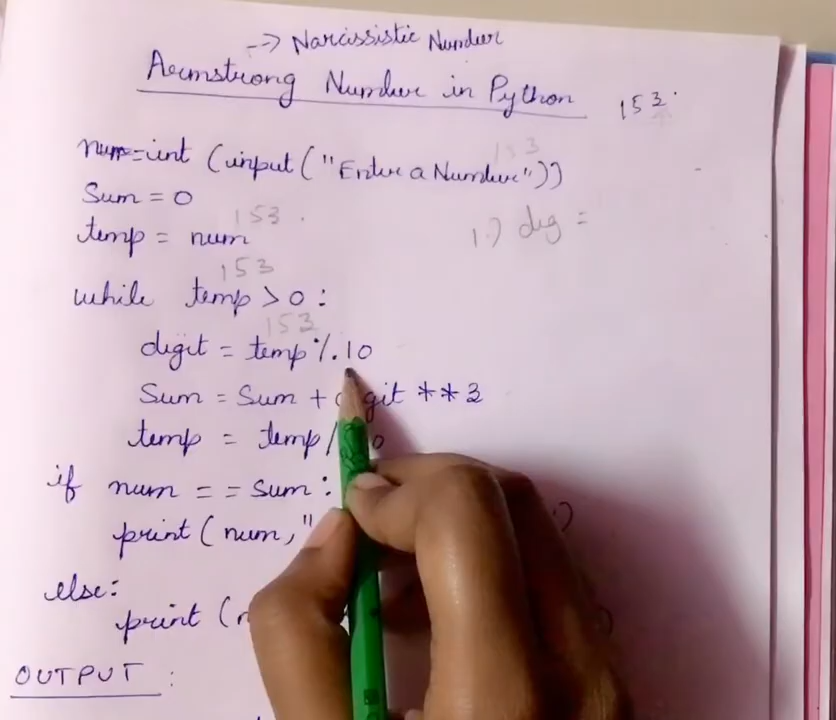 -> Narcissistic Number
Armstrong Number in Python
153.
153
num=int (input("Enter a Number"))
Sum = 0
153.
temp = num
1.) dig =
153
while temp > 0 :
153
digit = temp % 10
Sum = Sum + digit ** 3
temp = temp/
if num == sum :
print ( num, "
else:
print (
OUTPUT :